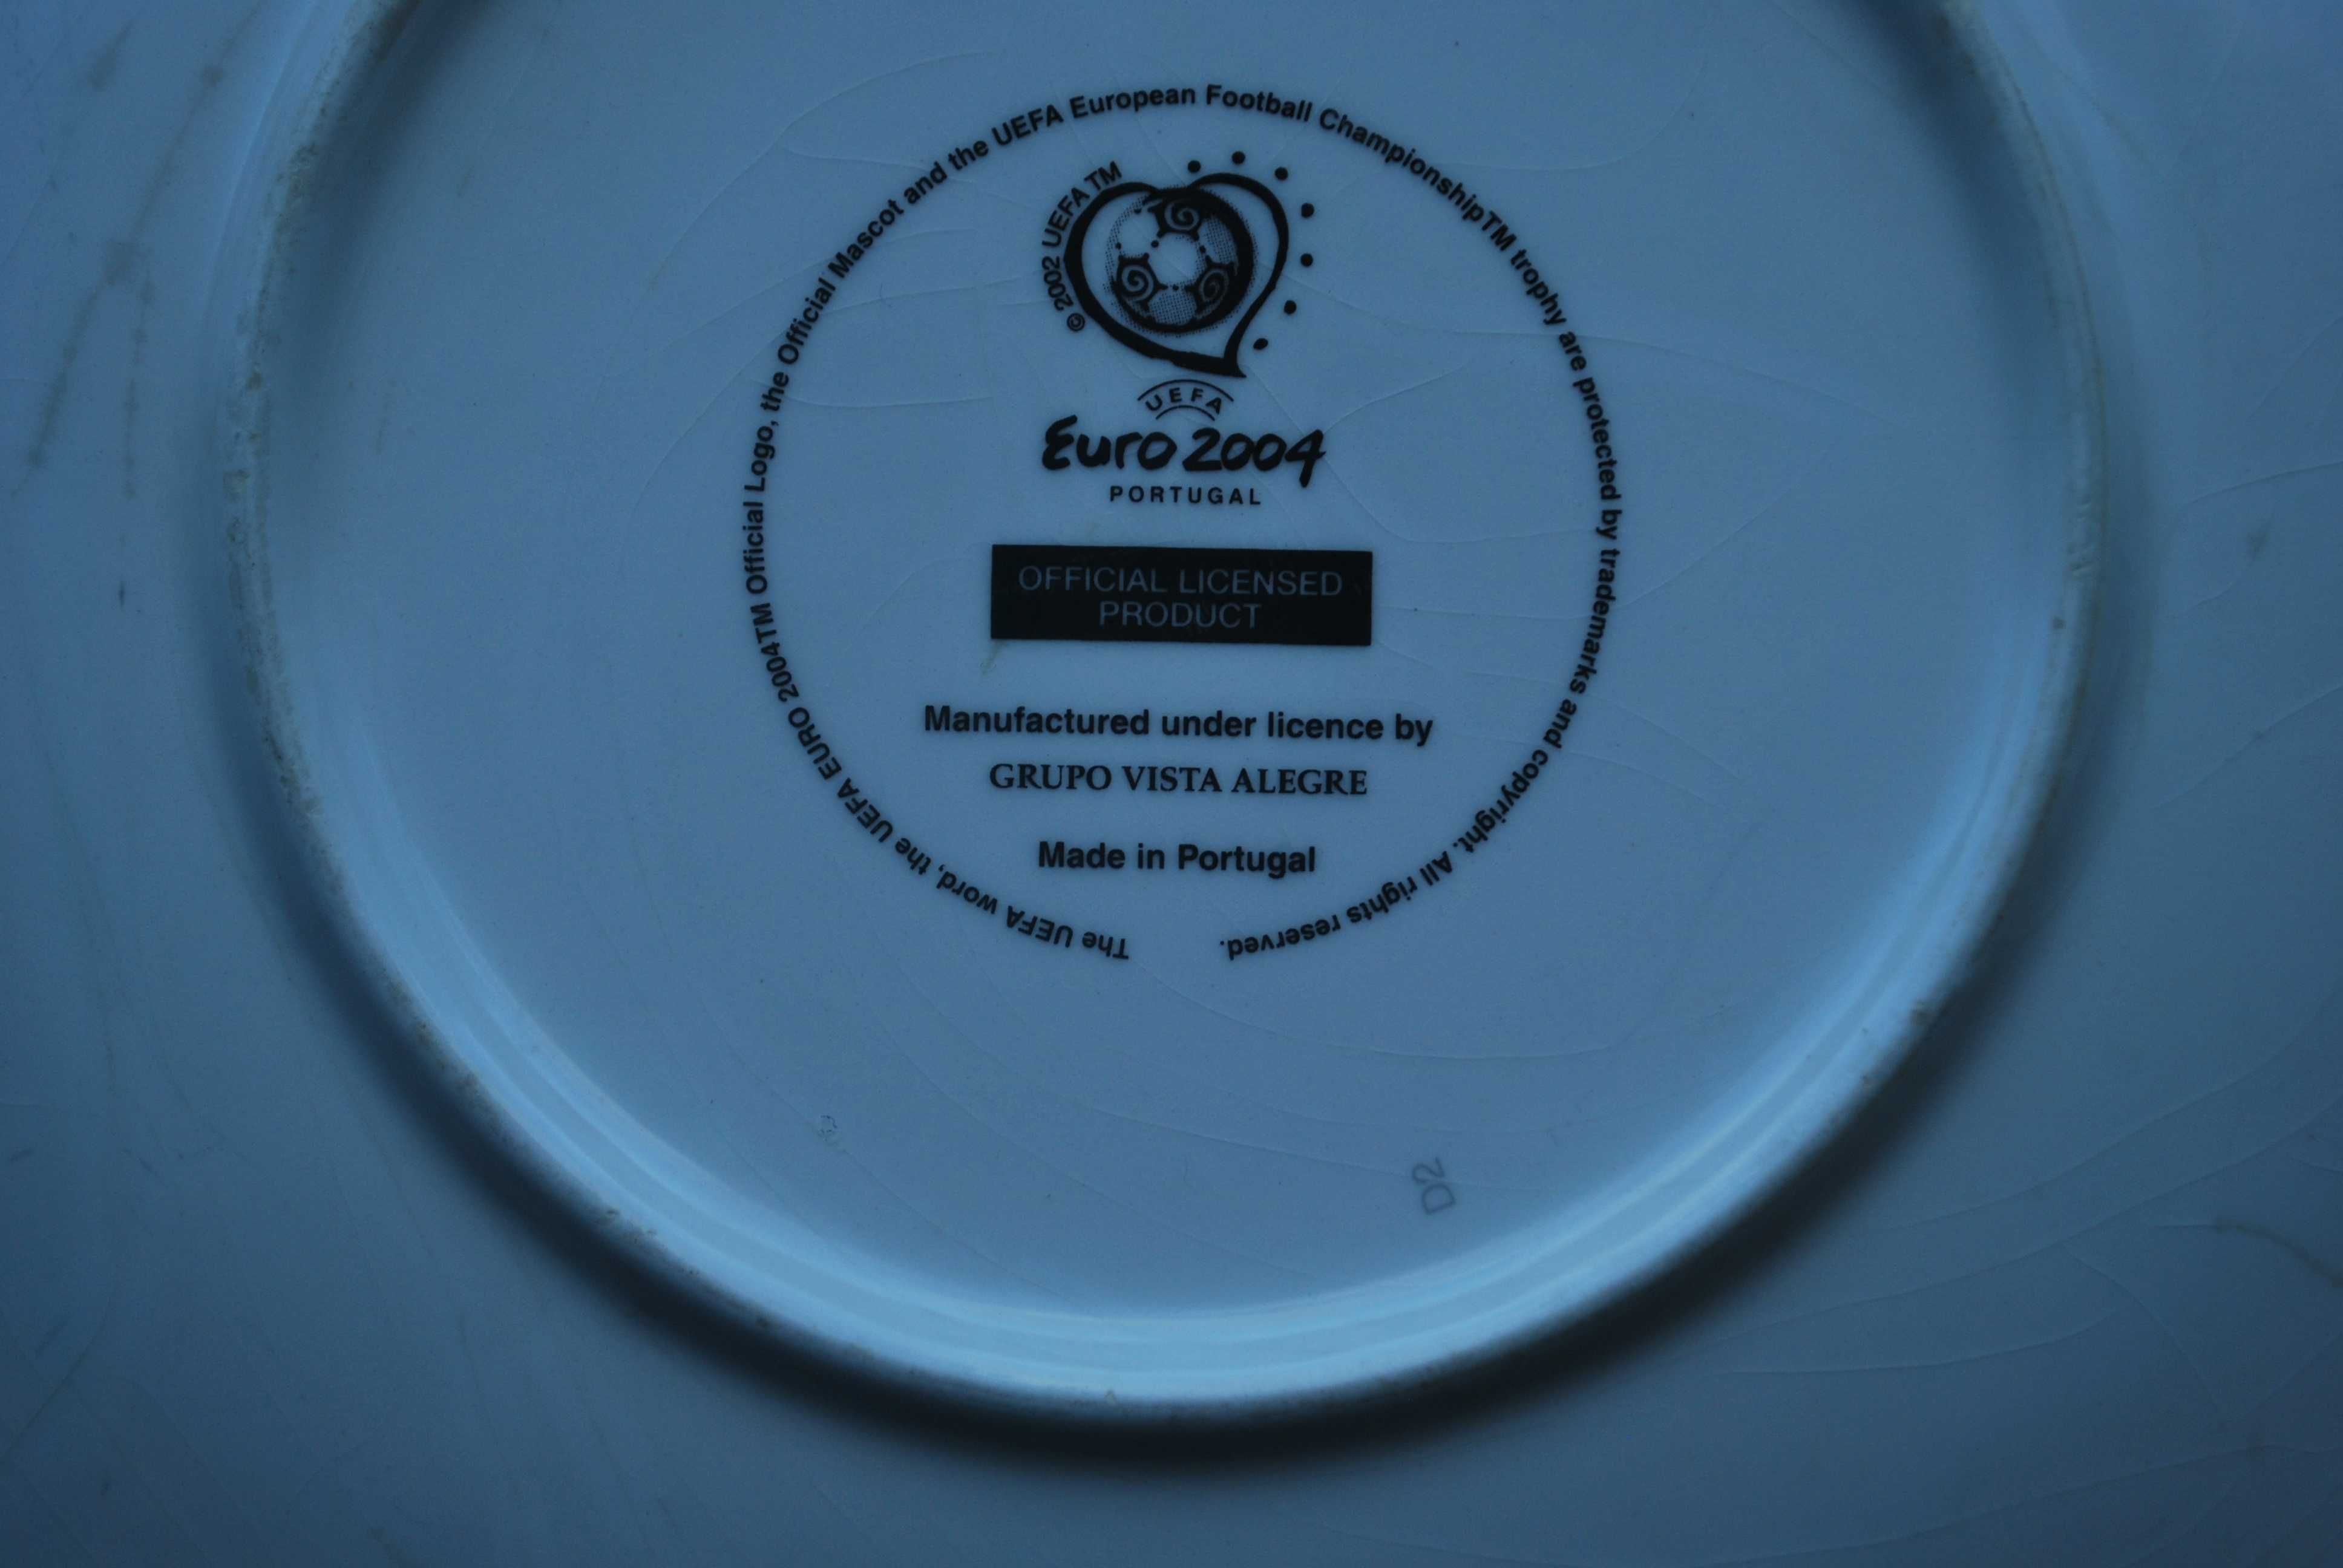 The UEFA word, the UEFA EURO 2004TM Official Logo, the Official Mascot and the UEFA European Football ChampionshipTM trophy are protected by trademarks and copyright. All rights reserved.
© 2002 UEFA TM
UEFA
Euro 2004
PORTUGAL
OFFICIAL LICENSED
PRODUCT
Manufactured under licence by
GRUPO VISTA ALEGRE
Made in Portugal
D2